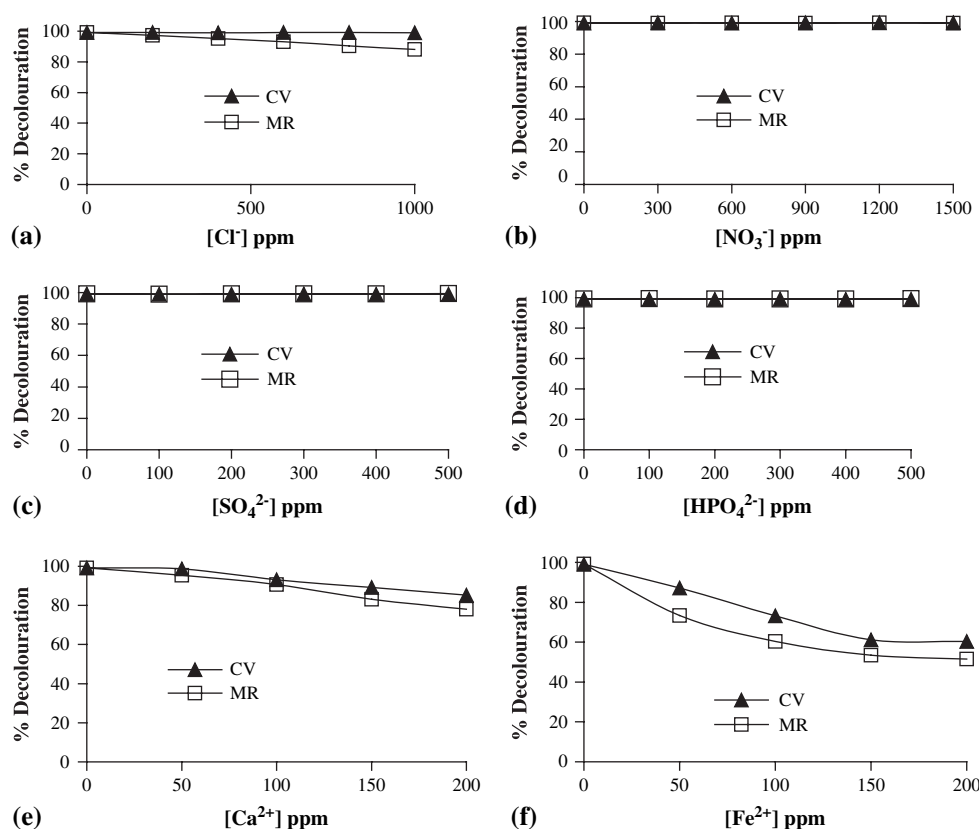 % Decolouration
100
80
60
40
20
0
CV
MR
0 500 1000
(a) [Cl⁻] ppm
% Decolouration
100
80
60
40
20
0
CV
MR
0 300 600 900 1200 1500
(b) [NO₃⁻] ppm
% Decolouration
100
80
60
40
20
0
CV
MR
0 100 200 300 400 500
(c) [SO₄²⁻] ppm
% Decolouration
100
80
60
40
20
0
CV
MR
0 100 200 300 400 500
(d) [HPO₄²⁻] ppm
% Decolouration
100
80
60
40
20
0
CV
MR
0 50 100 150 200
(e) [Ca²⁺] ppm
% Decolouration
100
80
60
40
20
0
CV
MR
0 50 100 150 200
(f) [Fe²⁺] ppm